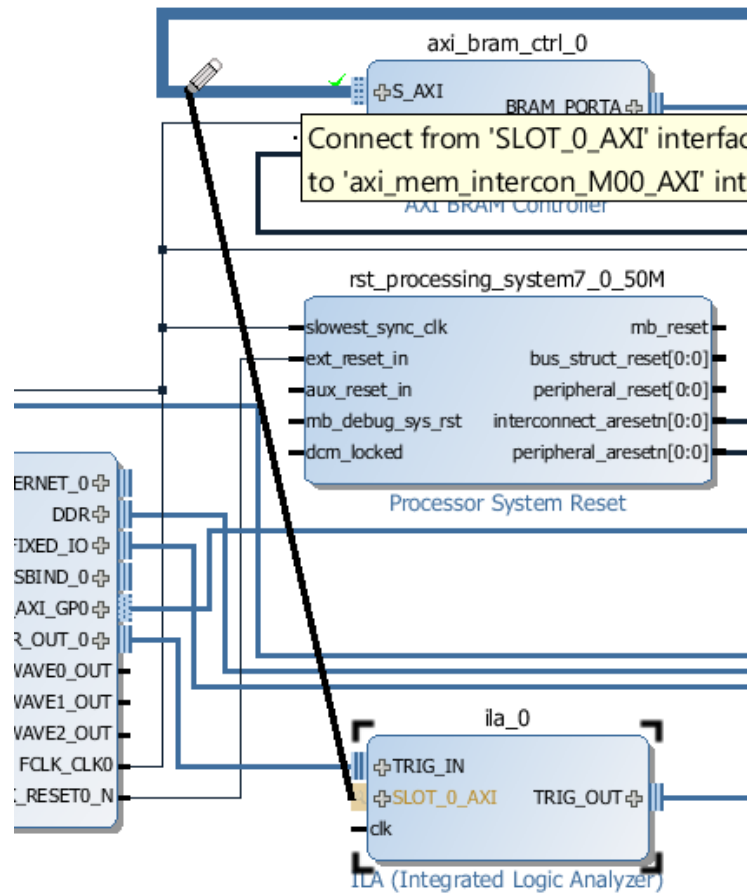 axi_bram_ctrl_0
S_AXI
BRAM_PORTA
Connect from 'SLOT_0_AXI' interfac
to 'axi_mem_intercon_M00_AXI' int
AXI BRAM Controller
rst_processing_system7_0_50M
slowest_sync_clk
mb_reset
ext_reset_in
bus_struct_reset[0:0]
aux_reset_in
peripheral_reset[0:0]
mb_debug_sys_rst
interconnect_aresetn[0:0]
dcm_locked
peripheral_aresetn[0:0]
Processor System Reset
ERNET_0
DDR
FIXED_IO
SBIND_0
_AXI_GP0
R_OUT_0
WAVE0_OUT
WAVE1_OUT
WAVE2_OUT
FCLK_CLK0
K_RESET0_N
ila_0
TRIG_IN
SLOT_0_AXI
TRIG_OUT
clk
ILA (Integrated Logic Analyzer)